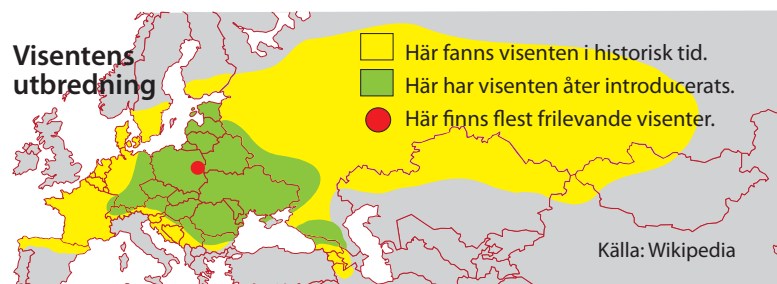 Visentens
utbredning
Här fanns visenten i historisk tid.
Här har visenten åter introducerats.
Här finns flest frilevande visenter.
Källa: Wikipedia